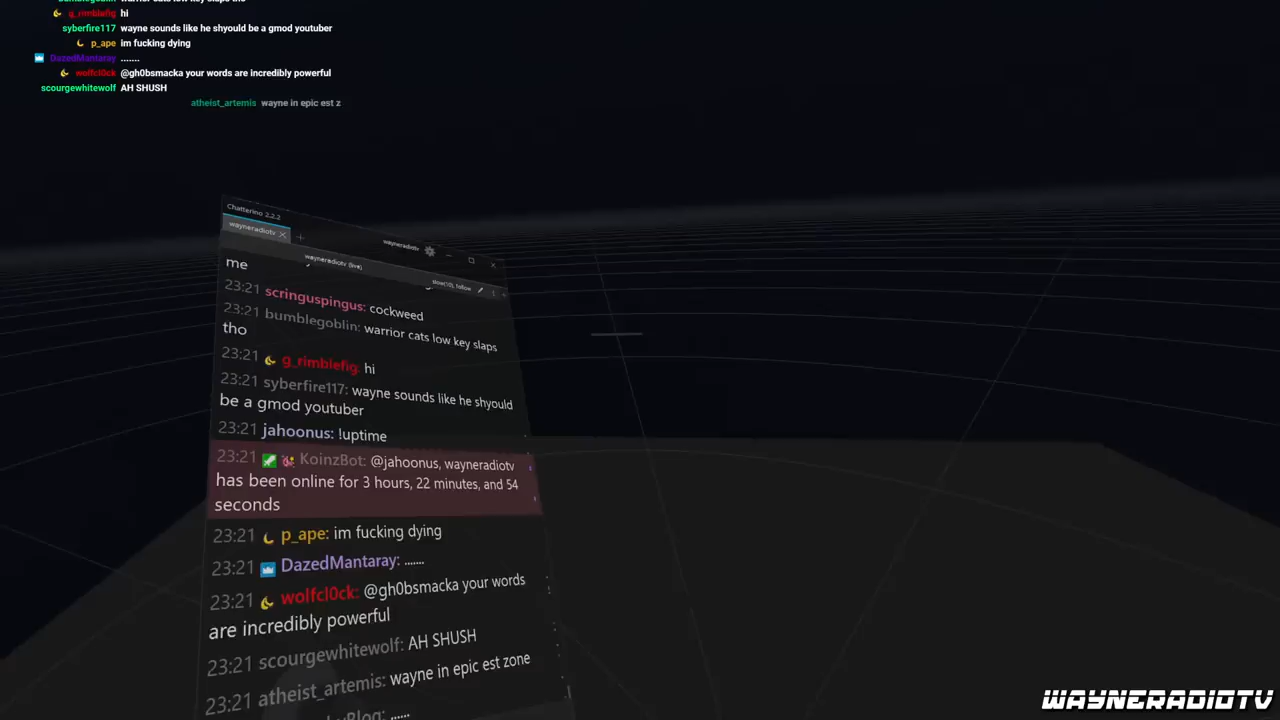 g_rimblefig hi
syberfire117 wayne sounds like he shyould be a gmod youtuber
p_ape im fucking dying
DazedMantaray .......
wolfcl0ck @gh0bsmacka your words are incredibly powerful
scourgewhitewolf AH SHUSH
atheist_artemis wayne in epic est z
Chatterino 2.2.2
wayneradiotv
wayneradiotv
wayneradiotv (live)
slow(10), follow
me
23:21 scringuspingus: cockweed
23:21 bumblegoblin: warrior cats low key slaps
tho
23:21 g_rimblefig: hi
23:21 syberfire117: wayne sounds like he shyould
be a gmod youtuber
23:21 jahoonus: !uptime
23:21 KoinzBot: @jahoonus, wayneradiotv
has been online for 3 hours, 22 minutes, and 54
seconds
23:21 p_ape: im fucking dying
23:21 DazedMantaray: .......
23:21 wolfcl0ck: @gh0bsmacka your words
are incredibly powerful
23:21 scourgewhitewolf: AH SHUSH
23:21 atheist_artemis: wayne in epic est zone
WAYNERADIOTV